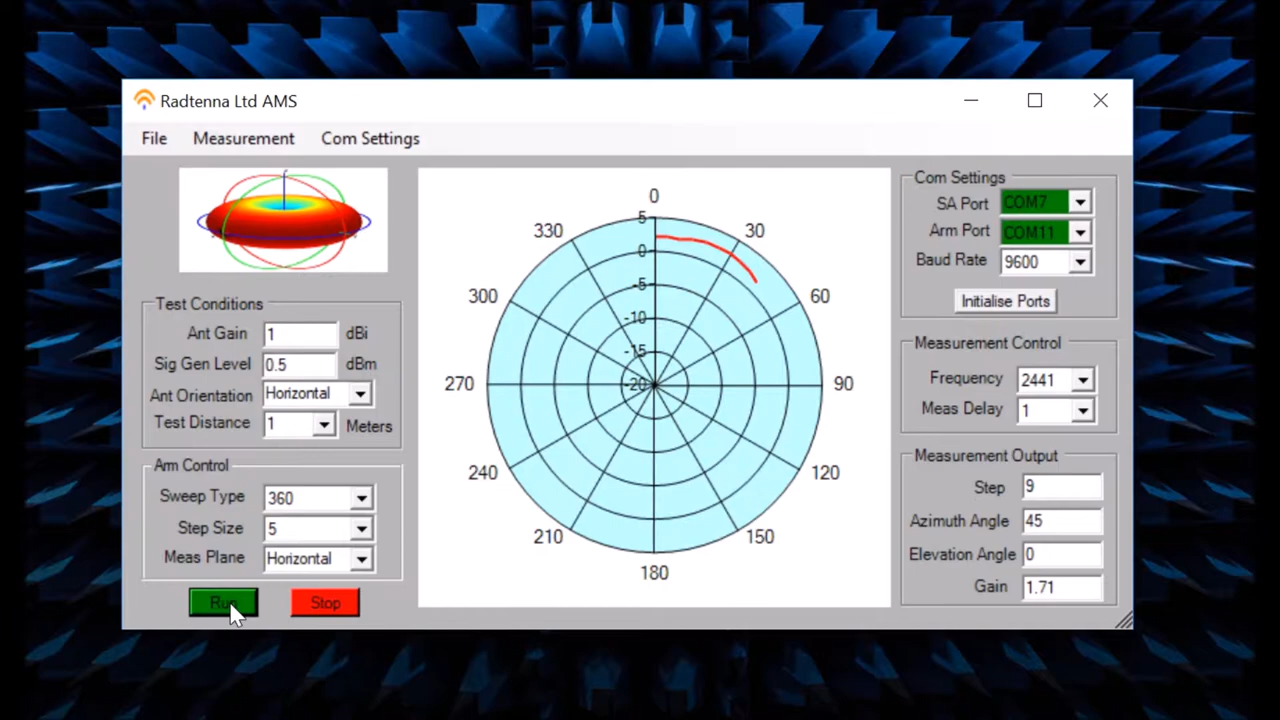 Radtenna Ltd AMS
File Measurement Com Settings
Test Conditions
Ant Gain 1 dBi
Sig Gen Level 0.5 dBm
Ant Orientation Horizontal
Test Distance 1 Meters
Arm Control
Sweep Type 360
Step Size 5
Meas Plane Horizontal
Run Stop
0
30
60
90
120
150
180
210
240
270
300
330
5
0
-5
-10
-15
-20
Com Settings
SA Port COM7
Arm Port COM11
Baud Rate 9600
Initialise Ports
Measurement Control
Frequency 2441
Meas Delay 1
Measurement Output
Step 9
Azimuth Angle 45
Elevation Angle 0
Gain 1.71